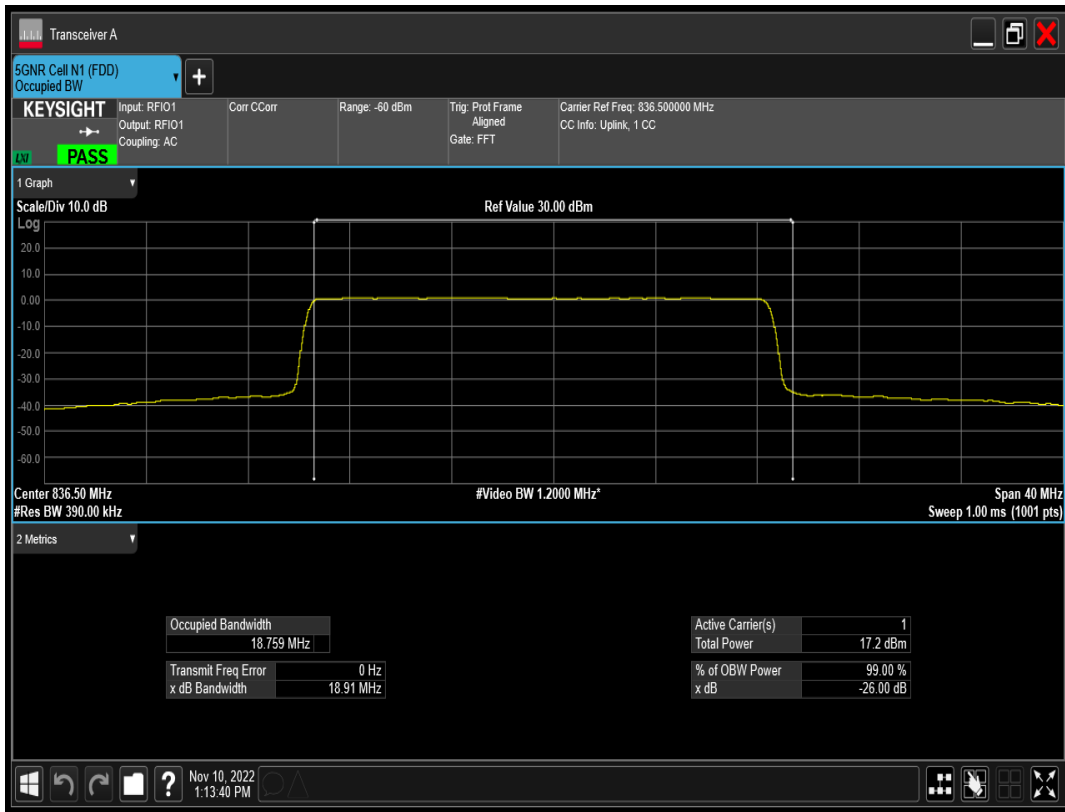 Transceiver A
5GNR Cell N1 (FDD)
Occupied BW
KEYSIGHT
LXI
PASS
Input: RFIO1
Output: RFIO1
Coupling: AC
Corr CCorr
Range: -60 dBm
Trig: Prot Frame
Aligned
Gate: FFT
Carrier Ref Freq: 836.500000 MHz
CC Info: Uplink, 1 CC
1 Graph
Scale/Div 10.0 dB
Ref Value 30.00 dBm
Log
20.0
10.0
0.00
-10.0
-20.0
-30.0
-40.0
-50.0
-60.0
Center 836.50 MHz
#Video BW 1.2000 MHz*
Span 40 MHz
#Res BW 390.00 kHz
Sweep 1.00 ms (1001 pts)
2 Metrics
Occupied Bandwidth
18.759 MHz
Transmit Freq Error 0 Hz
x dB Bandwidth 18.91 MHz
Active Carrier(s) 1
Total Power 17.2 dBm
% of OBW Power 99.00 %
x dB -26.00 dB
?
Nov 10, 2022
1:13:40 PM